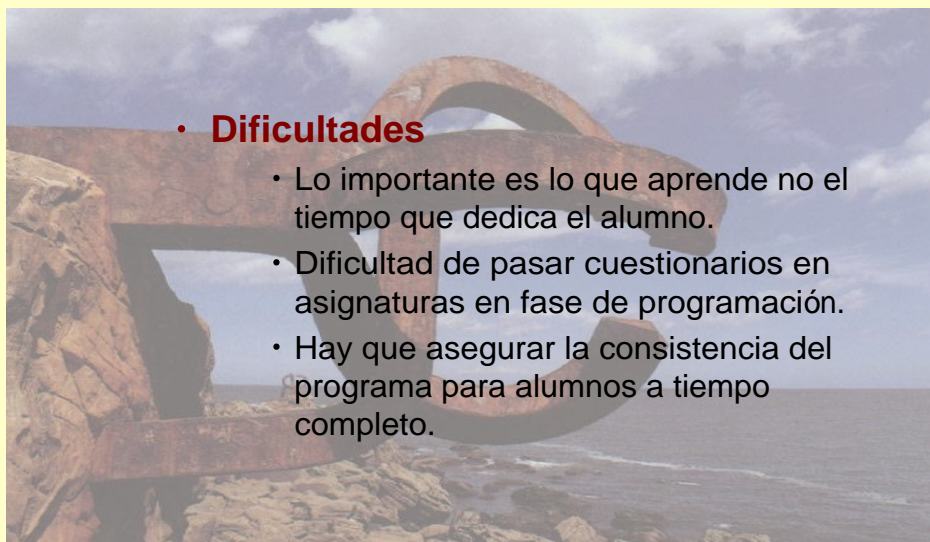 • Dificultades
• Lo importante es lo que aprende no el
tiempo que dedica el alumno.
• Dificultad de pasar cuestionarios en
asignaturas en fase de programación.
• Hay que asegurar la consistencia del
programa para alumnos a tiempo
completo.